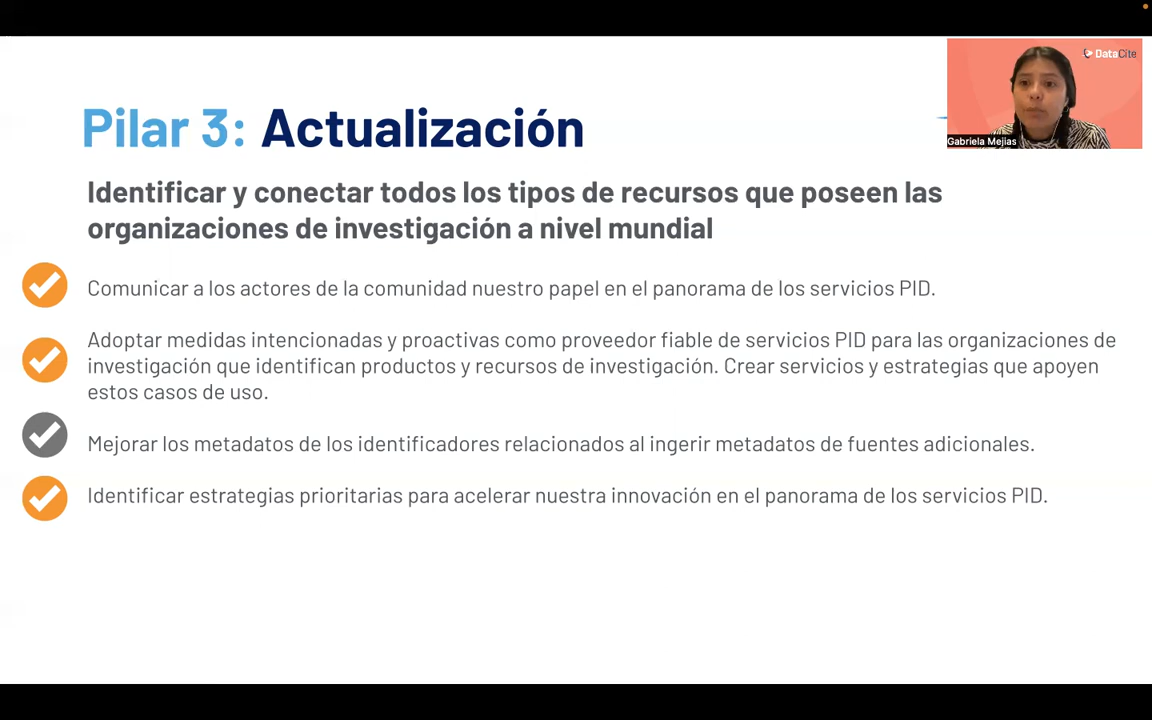 DataCite
Gabriela Mejias
Pilar 3: Actualización
Identificar y conectar todos los tipos de recursos que poseen las
organizaciones de investigación a nivel mundial
Comunicar a los actores de la comunidad nuestro papel en el panorama de los servicios PID.
Adoptar medidas intencionadas y proactivas como proveedor fiable de servicios PID para las organizaciones de
investigación que identifican productos y recursos de investigación. Crear servicios y estrategias que apoyen
estos casos de uso.
Mejorar los metadatos de los identificadores relacionados al ingerir metadatos de fuentes adicionales.
Identificar estrategias prioritarias para acelerar nuestra innovación en el panorama de los servicios PID.